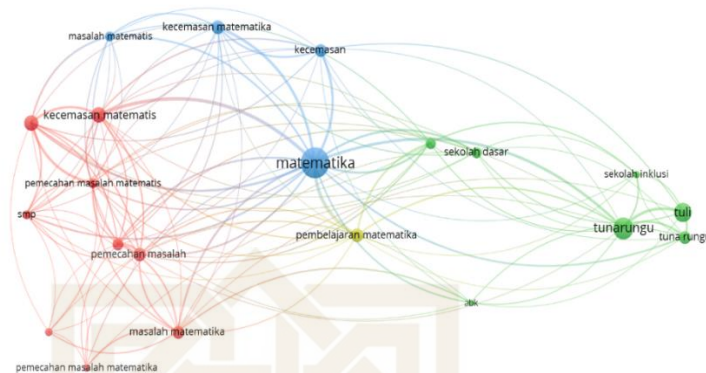 kecemasan matematika
masalah matematis
kecemasan
kecemasan matematis
matematika
sekolah dasar
pemecahan masalah matematis
sekolah inklusi
smp
tuli
tunarungu
pembelajaran matematika
tuna rungu
pemecahan masalah
abk
masalah matematika
pemecahan masalah matematika